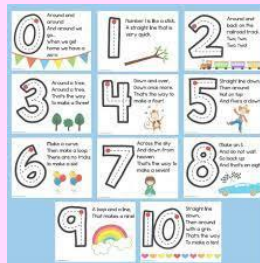 0
Around and
around
And around we
go...
When we get
home we have a
zero.
1
Number 1 is like a stick,
A straight line that is
very quick.
2
Around and
back on the
railroad track
Two, two,
Two, two!
3
Around a tree,
Around a tree,
That's the way
to make a three!
4
Down and over,
Down once more,
That's the way to
make a four!
5
Straight line down,
Then around
6
Make a curve,
Then make a loop,
There are no tricks
to make a six!
7
Across the sky
And down from
heaven,
That's the way to
make a seven!
8
Make an S
And do not wait,
Go back up
9
A loop and a line,
That makes a nine!
10
Straight line
down,
Then around
with a grin,
That's the way
To make a ten!